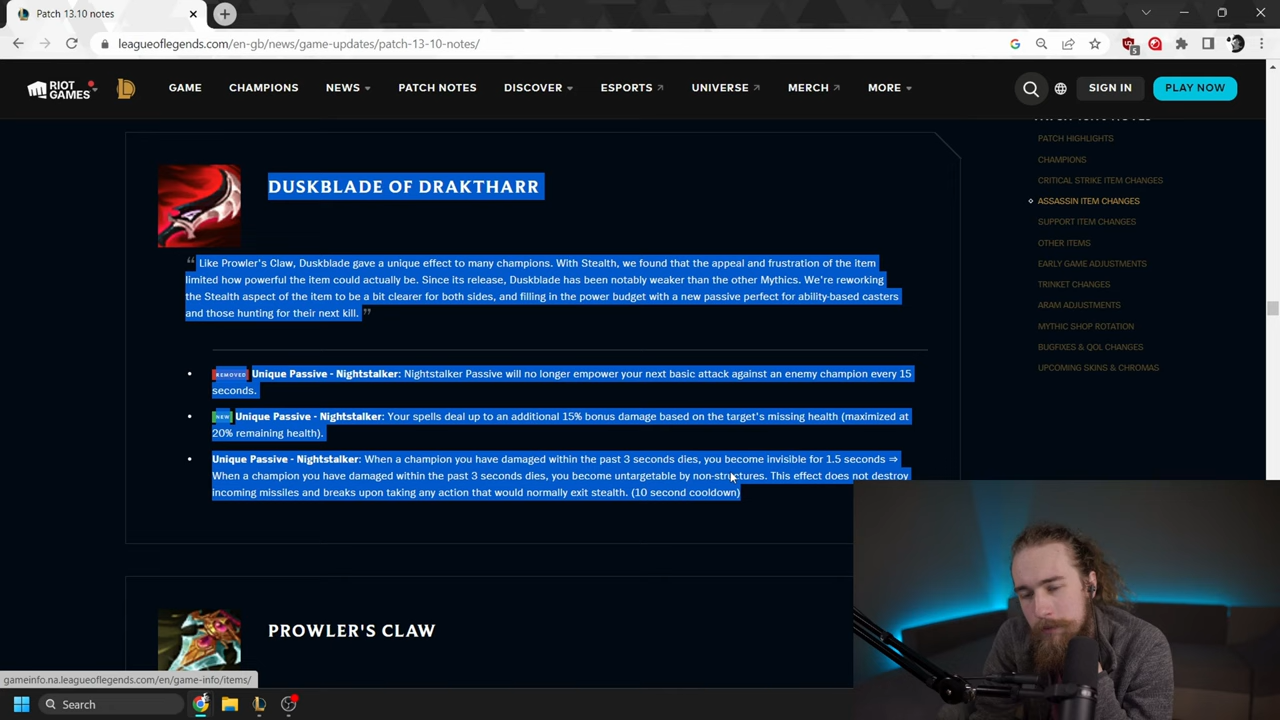 Patch 13.10 notes
leagueoflegends.com/en-gb/news/game-updates/patch-13-10-notes/
5
RIOT GAMES
GAME
CHAMPIONS
NEWS
PATCH NOTES
DISCOVER
ESPORTS
UNIVERSE
MERCH
MORE
SIGN IN
PLAY NOW
PATCH HIGHLIGHTS
CHAMPIONS
CRITICAL STRIKE ITEM CHANGES
ASSASSIN ITEM CHANGES
SUPPORT ITEM CHANGES
OTHER ITEMS
EARLY GAME ADJUSTMENTS
TRINKET CHANGES
ARAM ADJUSTMENTS
MYTHIC SHOP ROTATION
BUGFIXES & QOL CHANGES
UPCOMING SKINS & CHROMAS
DUSKBLADE OF DRAKTHARR
“ Like Prowler's Claw, Duskblade gave a unique effect to many champions. With Stealth, we found that the appeal and frustration of the item
limited how powerful the item could actually be. Since its release, Duskblade has been notably weaker than the other Mythics. We're reworking
the Stealth aspect of the item to be a bit clearer for both sides, and filling in the power budget with a new passive perfect for ability-based casters
and those hunting for their next kill. ”
• REMOVED Unique Passive - Nightstalker: Nightstalker Passive will no longer empower your next basic attack against an enemy champion every 15
seconds.
• NEW Unique Passive - Nightstalker: Your spells deal up to an additional 15% bonus damage based on the target's missing health (maximized at
20% remaining health).
• Unique Passive - Nightstalker: When a champion you have damaged within the past 3 seconds dies, you become invisible for 1.5 seconds ⇒
When a champion you have damaged within the past 3 seconds dies, you become untargetable by non-structures. This effect does not destroy
incoming missiles and breaks upon taking any action that would normally exit stealth. (10 second cooldown)
PROWLER'S CLAW
gameinfo.na.leagueoflegends.com/en/game-info/items/
Search